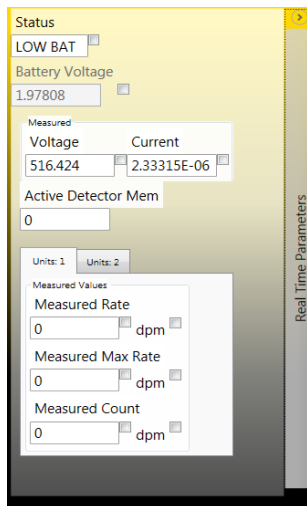 Status
LOW BAT
Battery Voltage
1.97808
Measured
Voltage Current
516.424 2.33315E-06
Active Detector Mem
0
Units: 1 Units: 2
Measured Values
Measured Rate
0 dpm
Measured Max Rate
0 dpm
Measured Count
0 dpm
Real Time Parameters